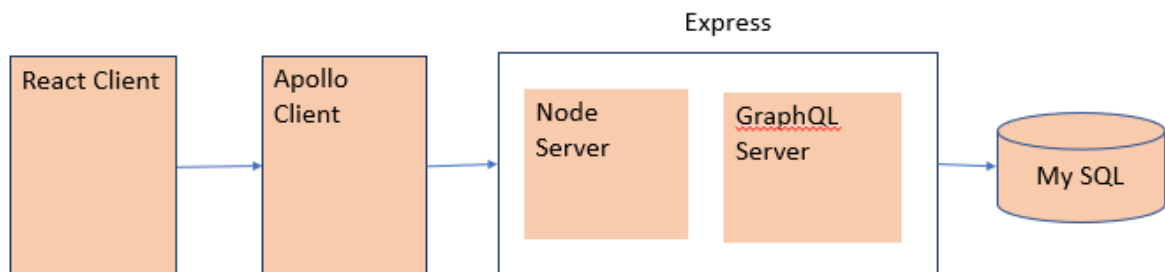 Express
React Client
Apollo
Client
Node
Server
GraphQL
Server
My SQL